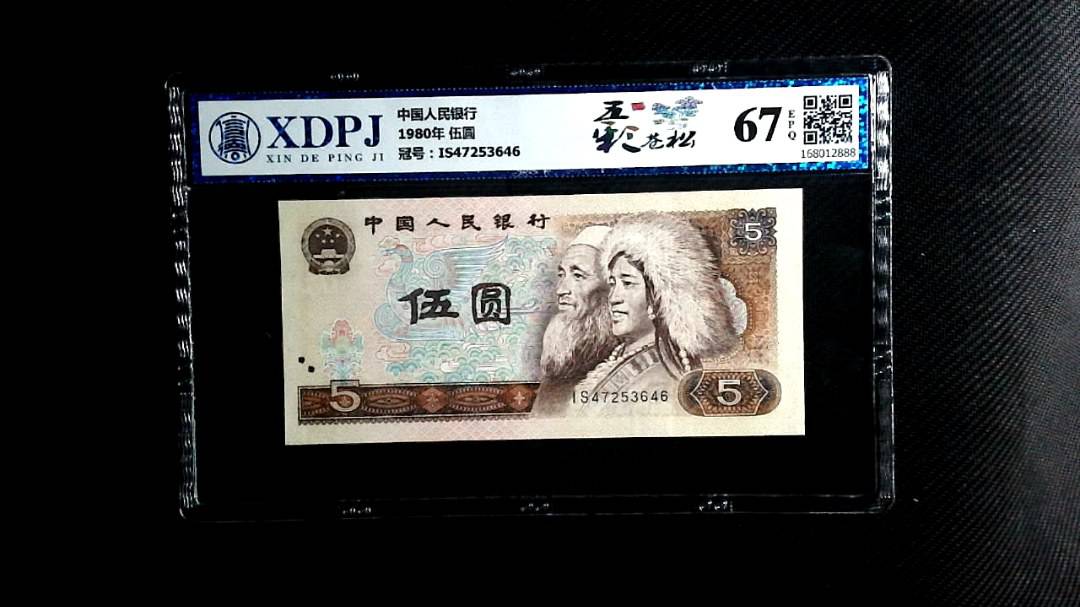 XDPJ
XIN DE PING JI
中国人民银行
1980年 伍圆
冠号：IS47253646
五彩苍松
67
EPQ
168012888
中国人民银行
5
伍圆
5
IS47253646
5